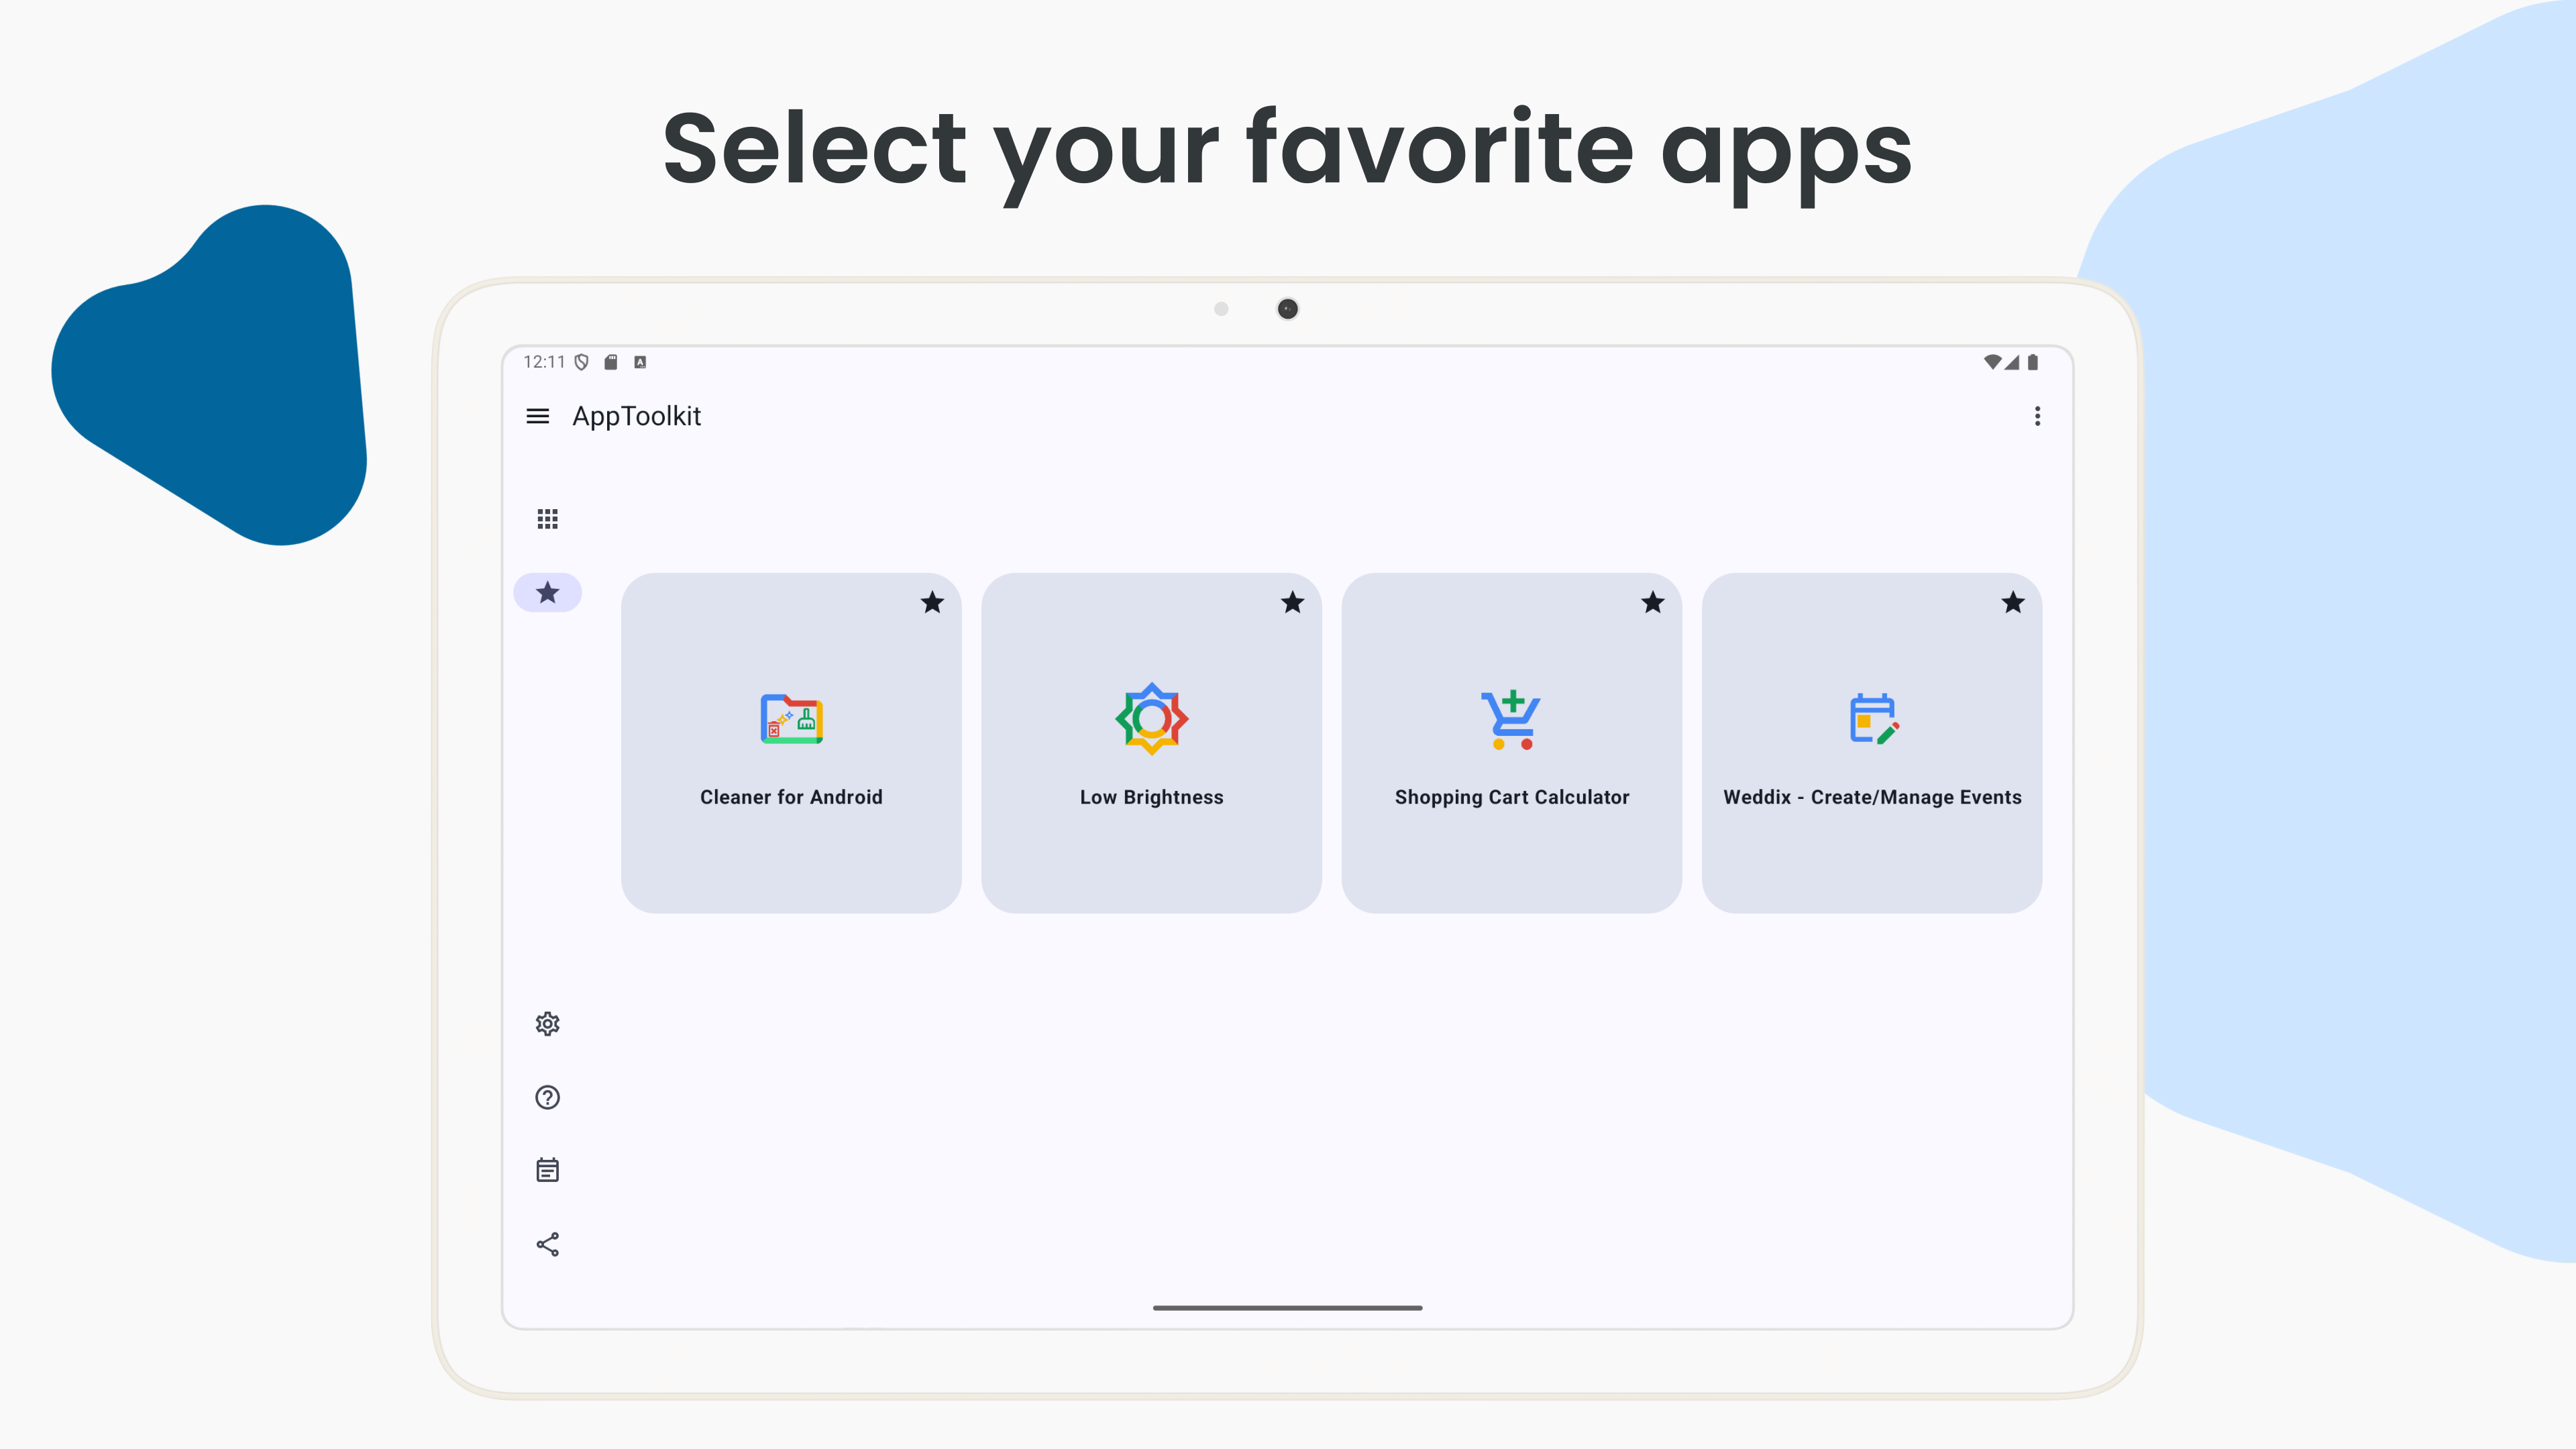 Select your favorite apps
12:11
AppToolkit
Cleaner for Android
Low Brightness
Shopping Cart Calculator
Weddix - Create/Manage Events